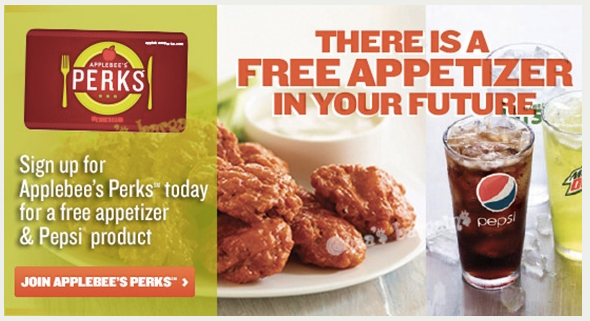 APPLEBEE'S
PERKS
Sign up for
Applebee's Perks℠ today
for a free appetizer
& Pepsi® product
JOIN APPLEBEE'S PERKS℠ >
THERE IS A
FREE APPETIZER
IN YOUR FUTURE.
pepsi